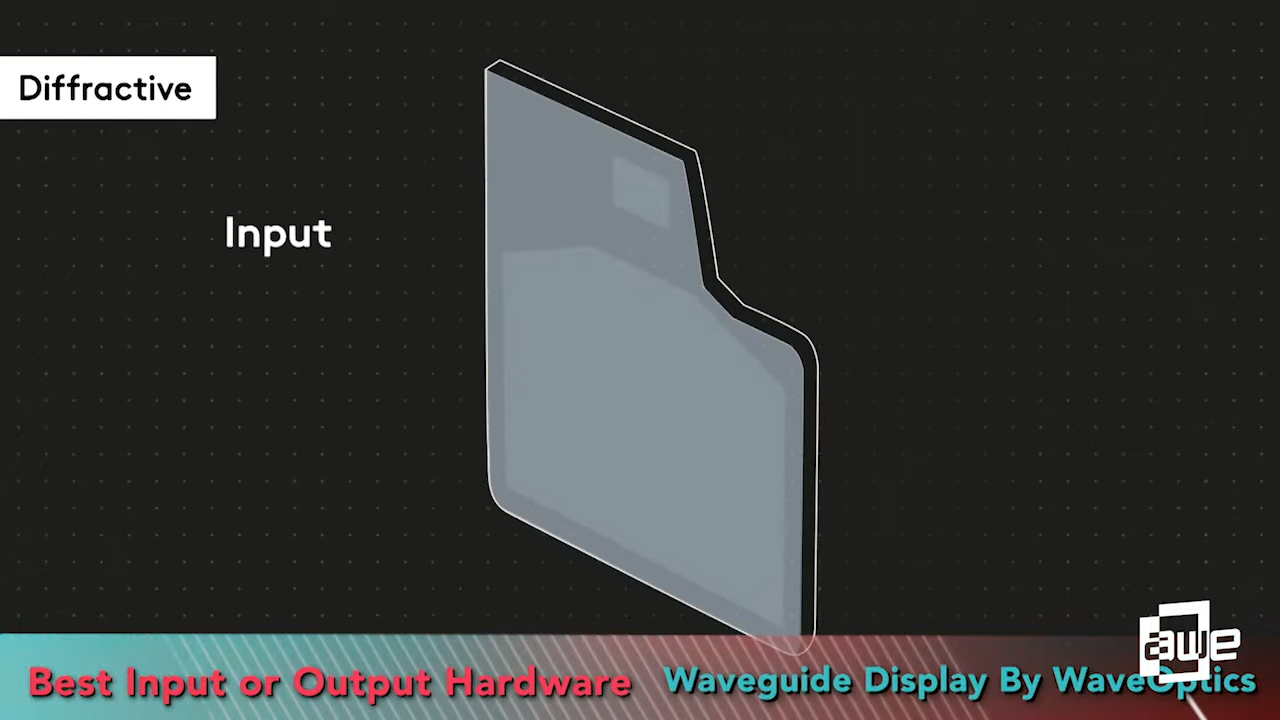 Diffractive
Input
awe
Best Input or Output Hardware
Waveguide Display By WaveOptics